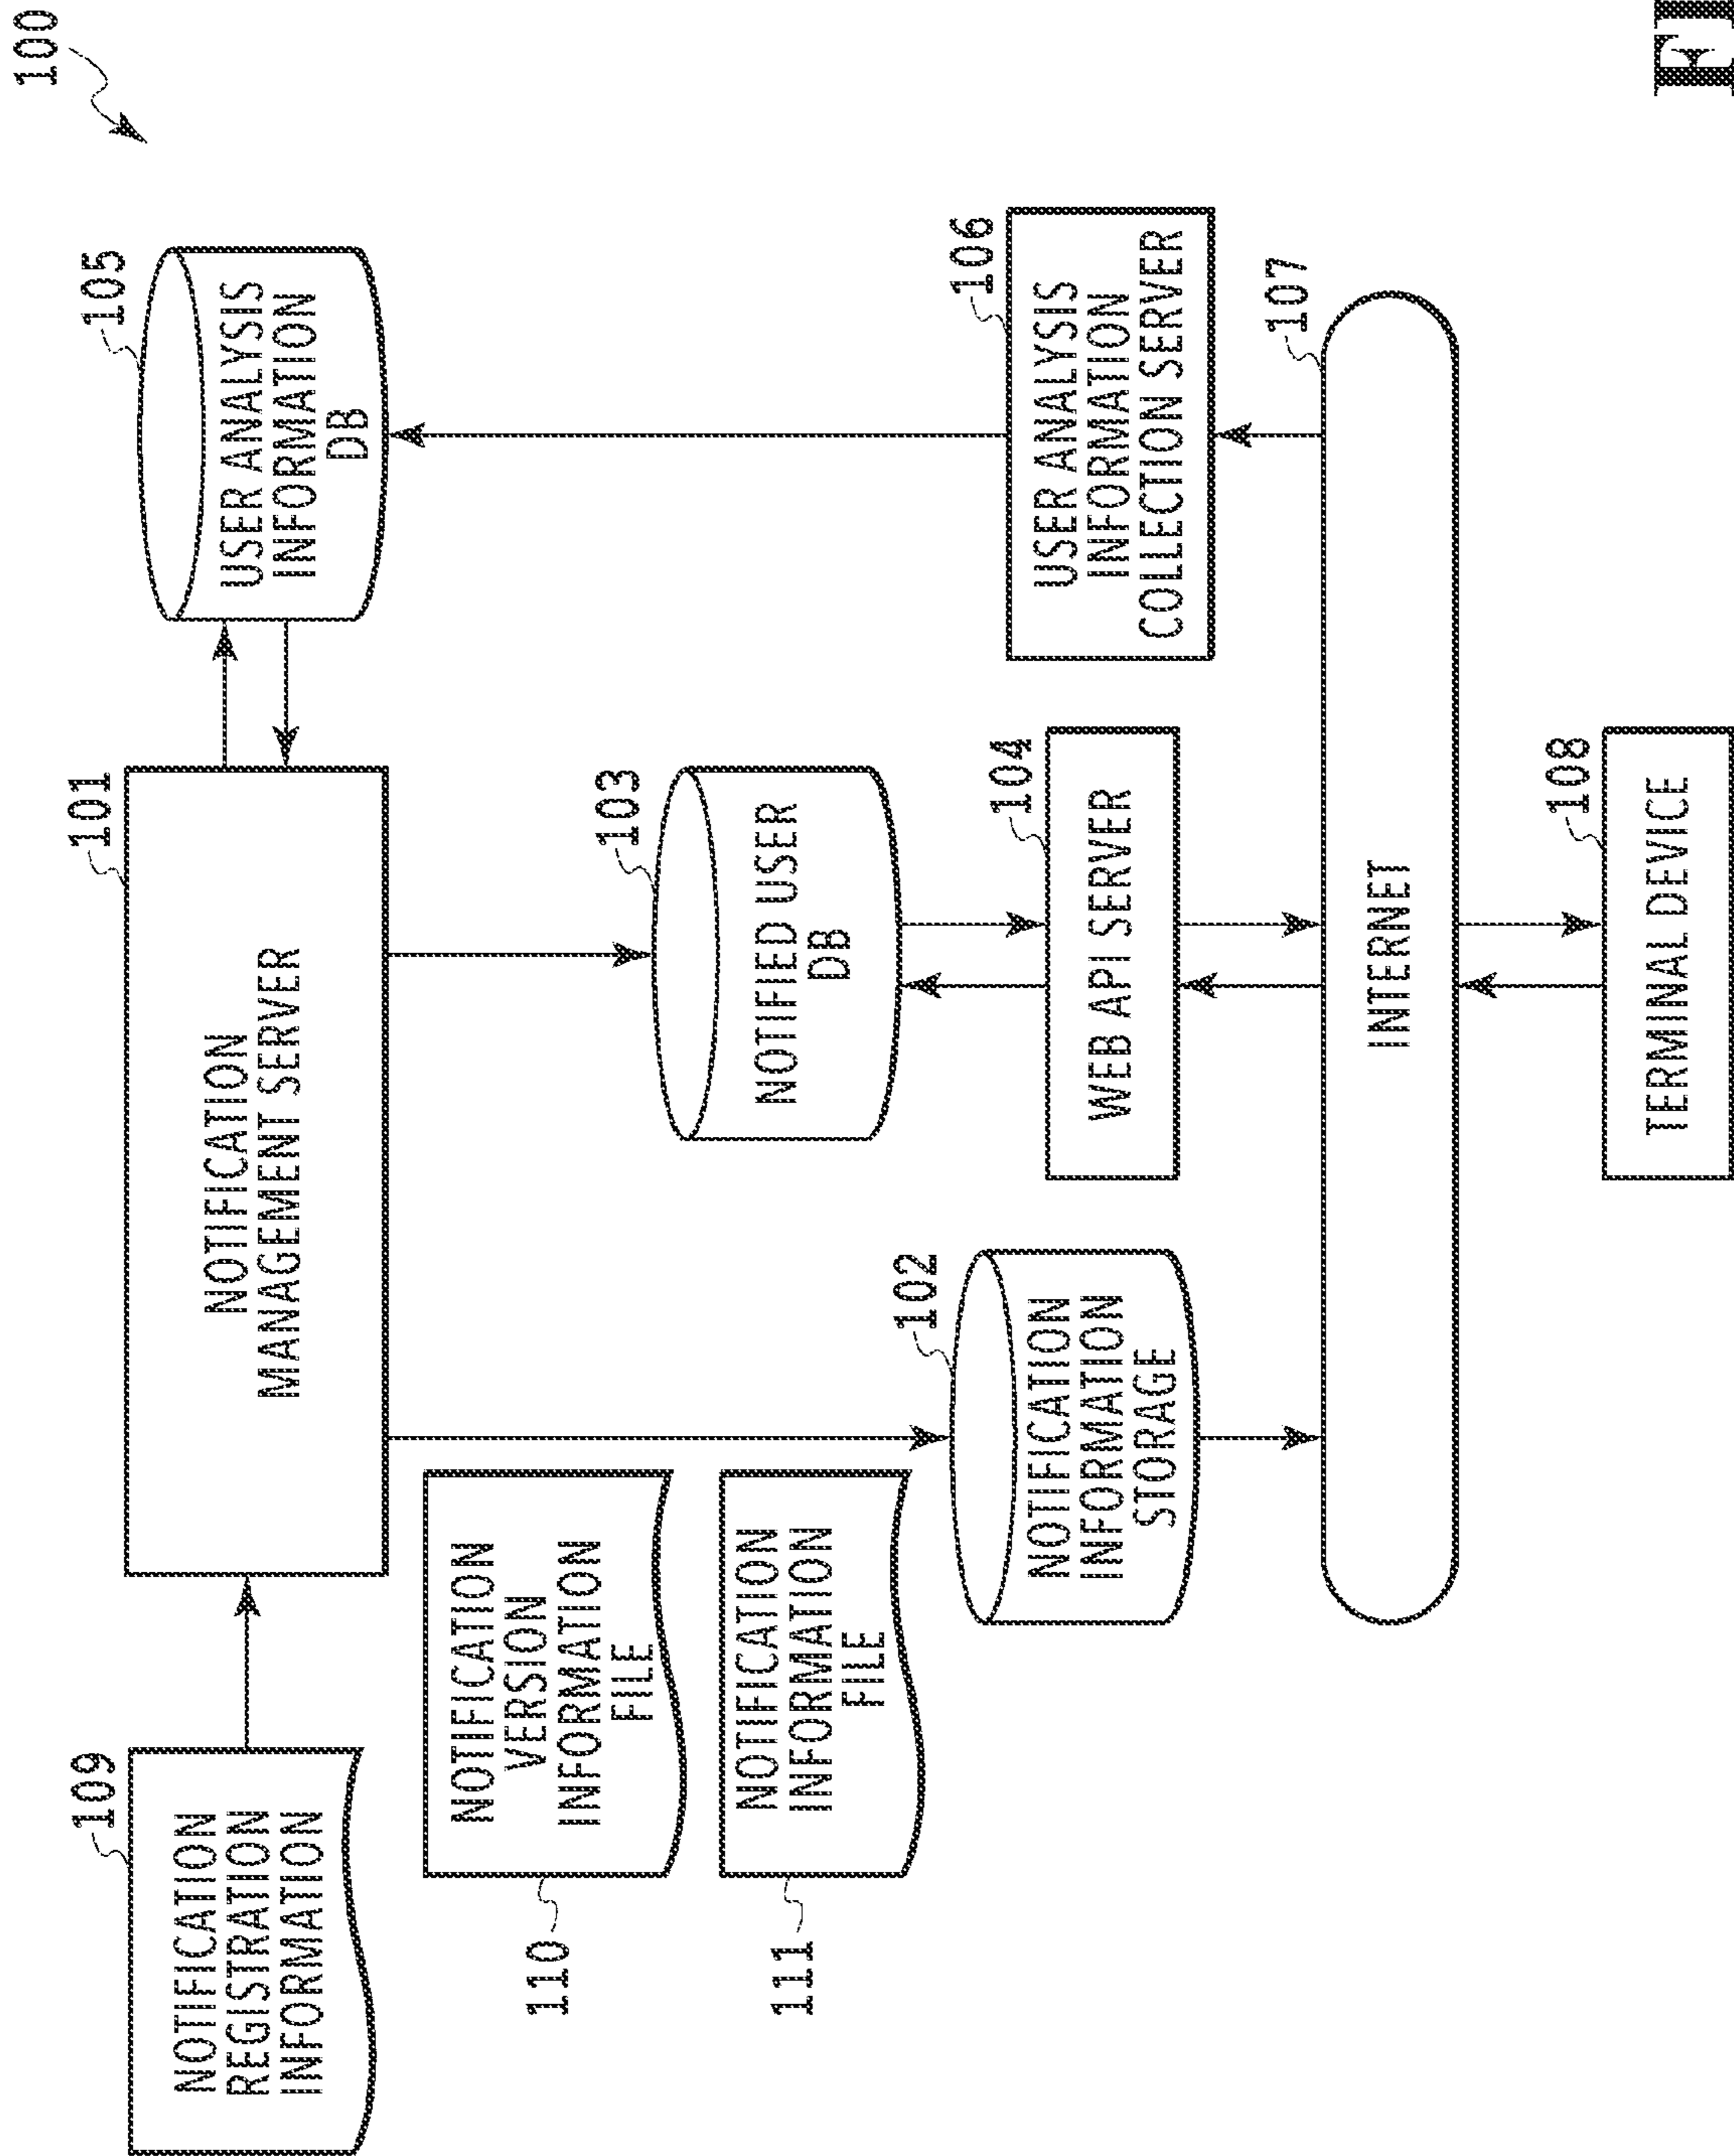 100
109
NOTIFICATION
REGISTRATION
INFORMATION
101
NOTIFICATION
MANAGEMENT SERVER
105
USER ANALYSIS
INFORMATION
DB
110
NOTIFICATION
VERSION
INFORMATION
FILE
111
NOTIFICATION
INFORMATION
FILE
103
NOTIFIED USER
DB
102
NOTIFICATION
INFORMATION
STORAGE
104
WEB API SERVER
106
USER ANALYSIS
INFORMATION
COLLECTION SERVER
107
INTERNET
108
TERMINAL DEVICE